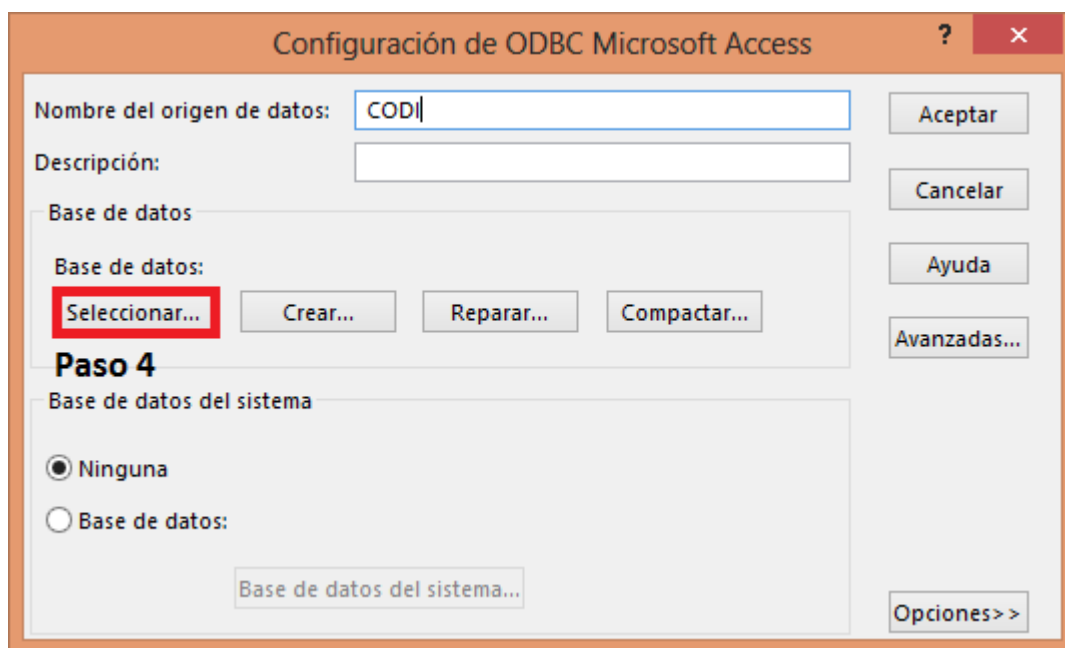 Configuración de ODBC Microsoft Access
? ×
Nombre del origen de datos: CODI
Aceptar
Descripción:
Cancelar
Base de datos
Base de datos:
Ayuda
Seleccionar... Crear... Reparar... Compactar...
Avanzadas...
Paso 4
Base de datos del sistema
Ninguna
Base de datos:
Base de datos del sistema...
Opciones>>